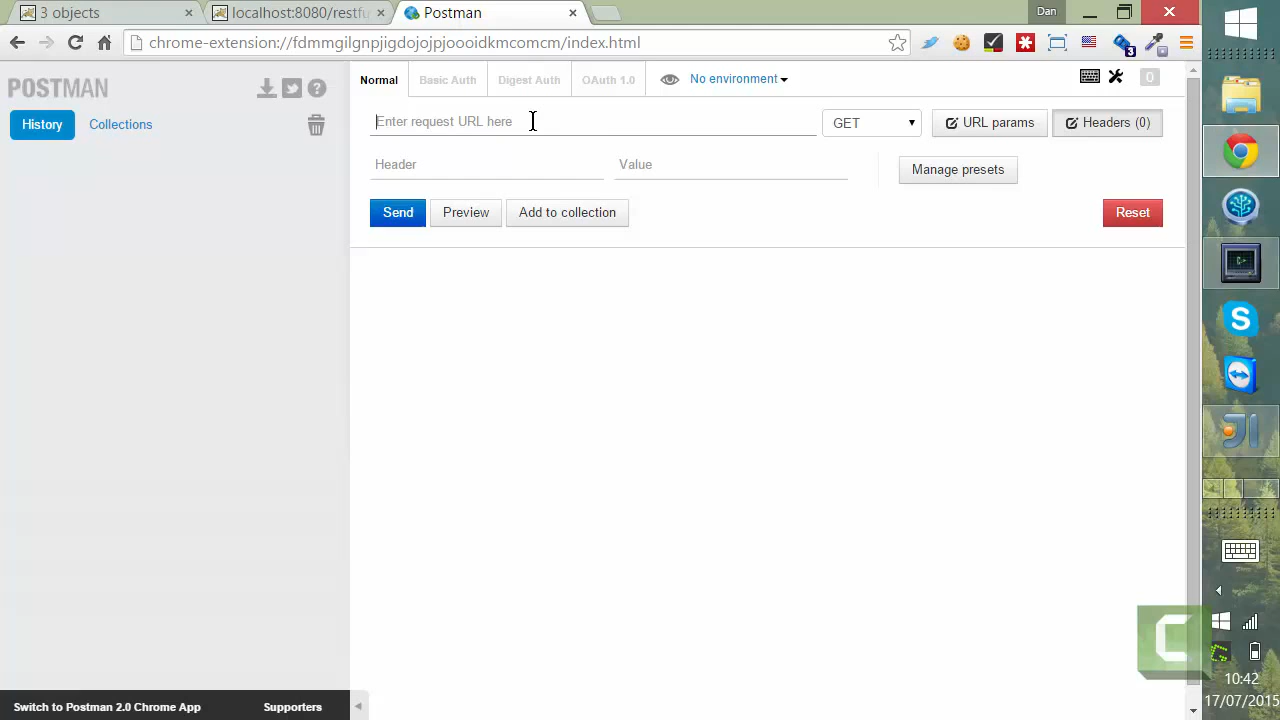 3 objects
localhost:8080/restfu
Postman
Dan
chrome-extension://fdmmgilgnpjigdojojpjoooidkmcomcm/index.html
POSTMAN
Normal
Basic Auth
Digest Auth
OAuth 1.0
No environment
0
3
History
Collections
Enter request URL here
GET
URL params
Headers (0)
Header
Value
Manage presets
Send
Preview
Add to collection
Reset
Switch to Postman 2.0 Chrome App
Supporters
10:42
17/07/2015